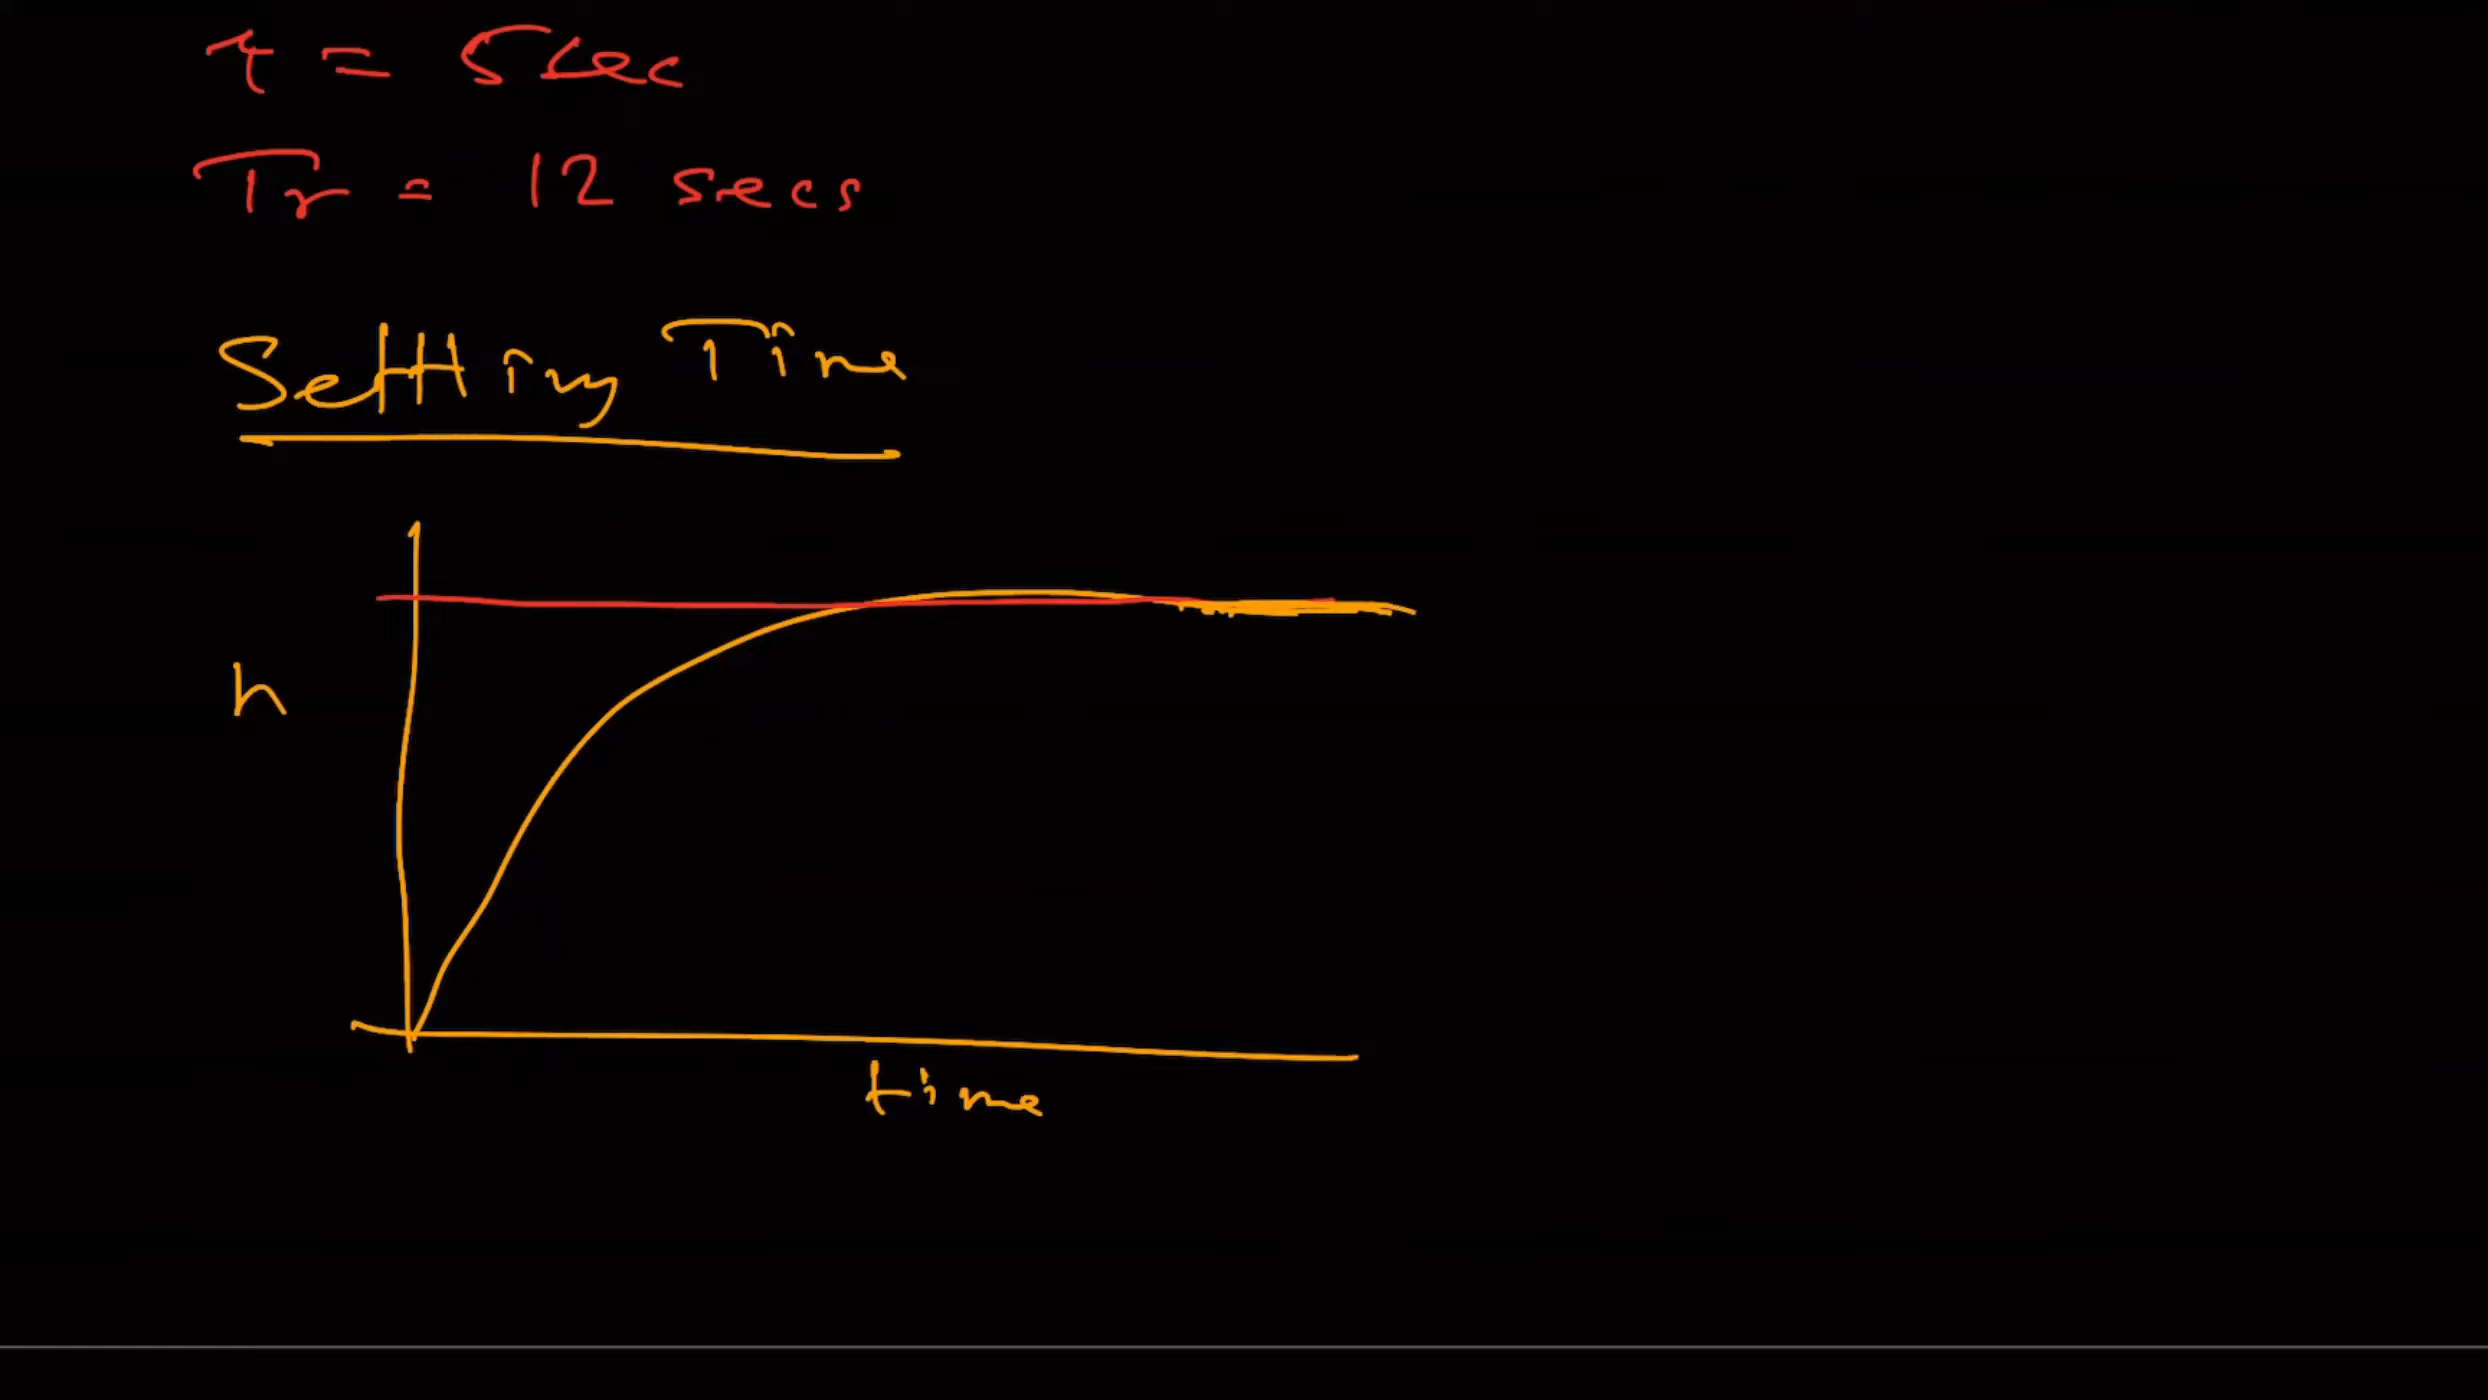 τ = 5 sec
Tr = 12 secs
Settling Time
h
time